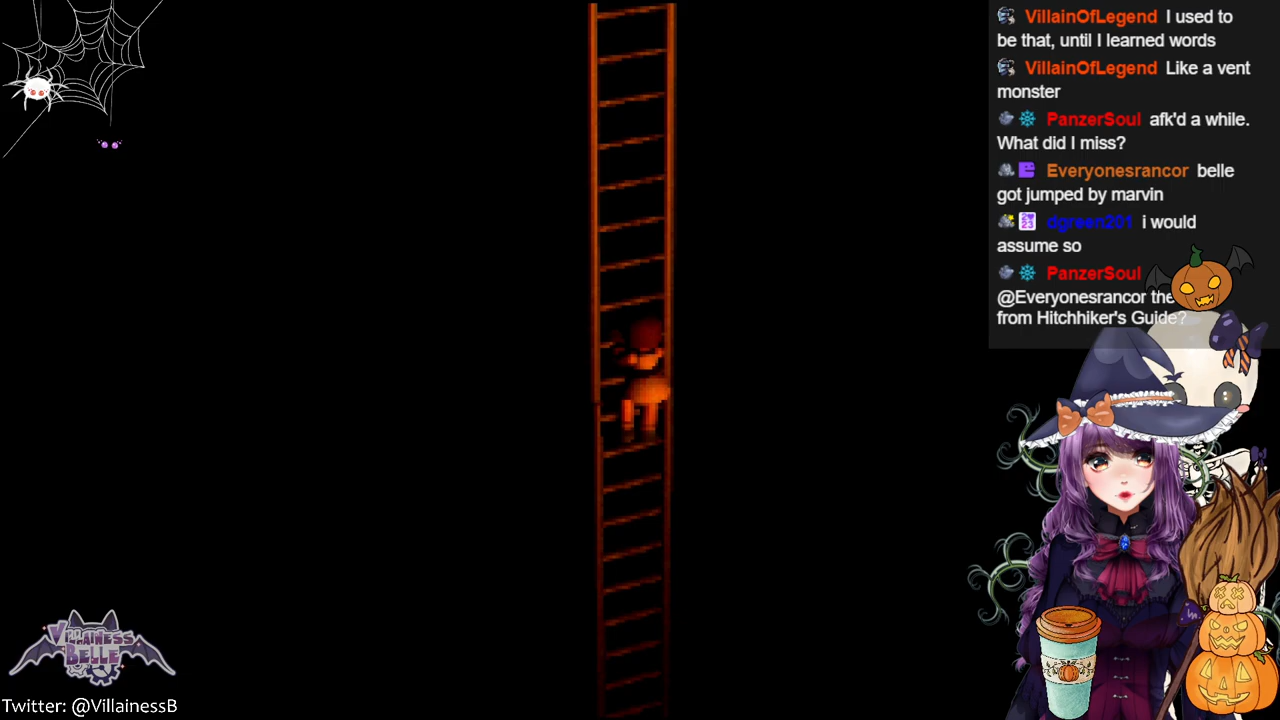 VillainOfLegend I used to
be that, until I learned words
VillainOfLegend Like a vent
monster
PanzerSoul afk'd a while.
What did I miss?
Everyonesrancor belle
got jumped by marvin
dgreen201 i would
assume so
PanzerSoul
@Everyonesrancor the
from Hitchhiker's Guide?
VILLAINESS
BELLE
Twitter: @VillainessB